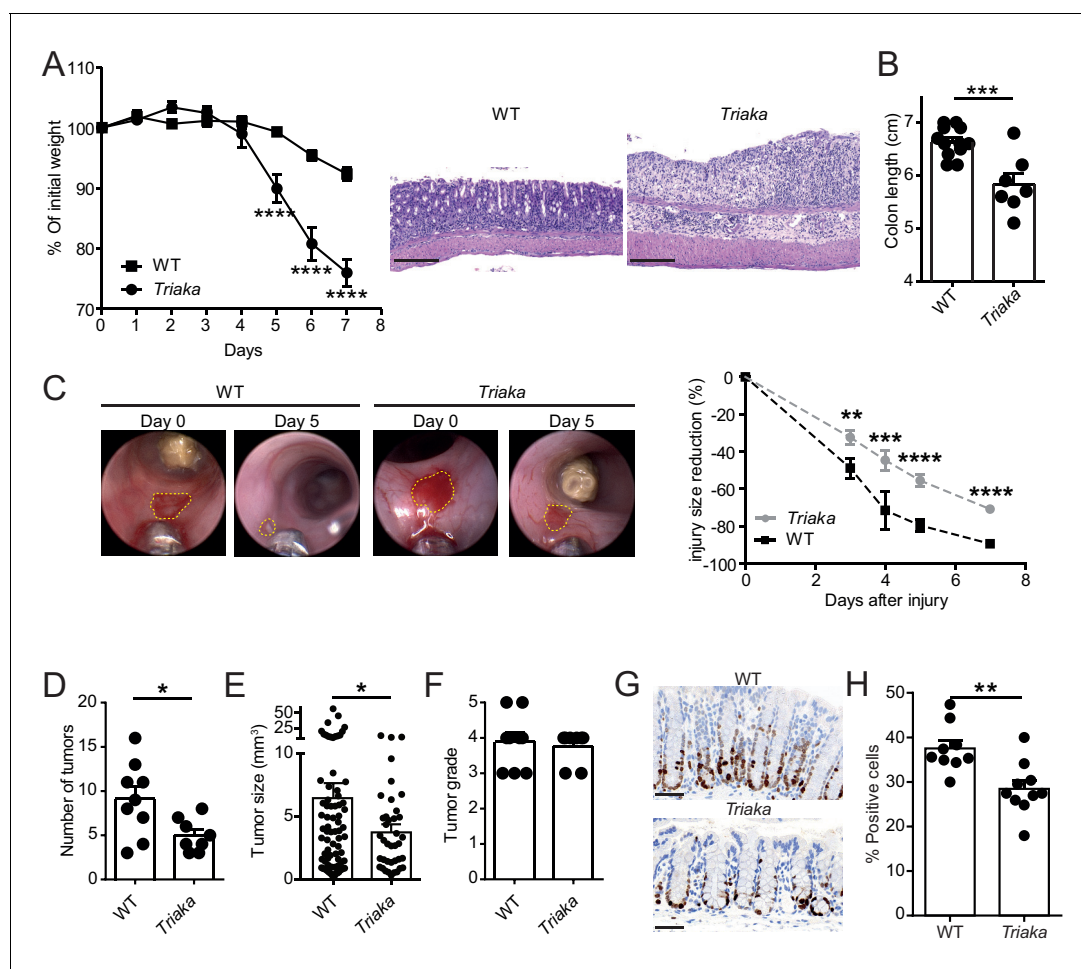 A
110
100
90
80
70
% Of initial weight
WT
Triaka
****
****
****
0 1 2 3 4 5 6 7 8
Days
WT
Triaka
B
***
7
6
5
4
Colon length (cm)
WT
Triaka
C
WT
Triaka
Day 0
Day 5
Day 0
Day 5
0
-20
-40
-60
-80
-100
injury size reduction (%)
**
***
****
****
Triaka
WT
0 2 4 6 8
Days after injury
D
*
20
15
10
5
0
Number of tumors
WT
Triaka
E
*
50
25
10
5
0
Tumor size (mm³)
WT
Triaka
F
5
4
3
2
1
0
Tumor grade
WT
Triaka
G
WT
Triaka
H
**
50
40
30
20
10
0
% Positive cells
WT
Triaka